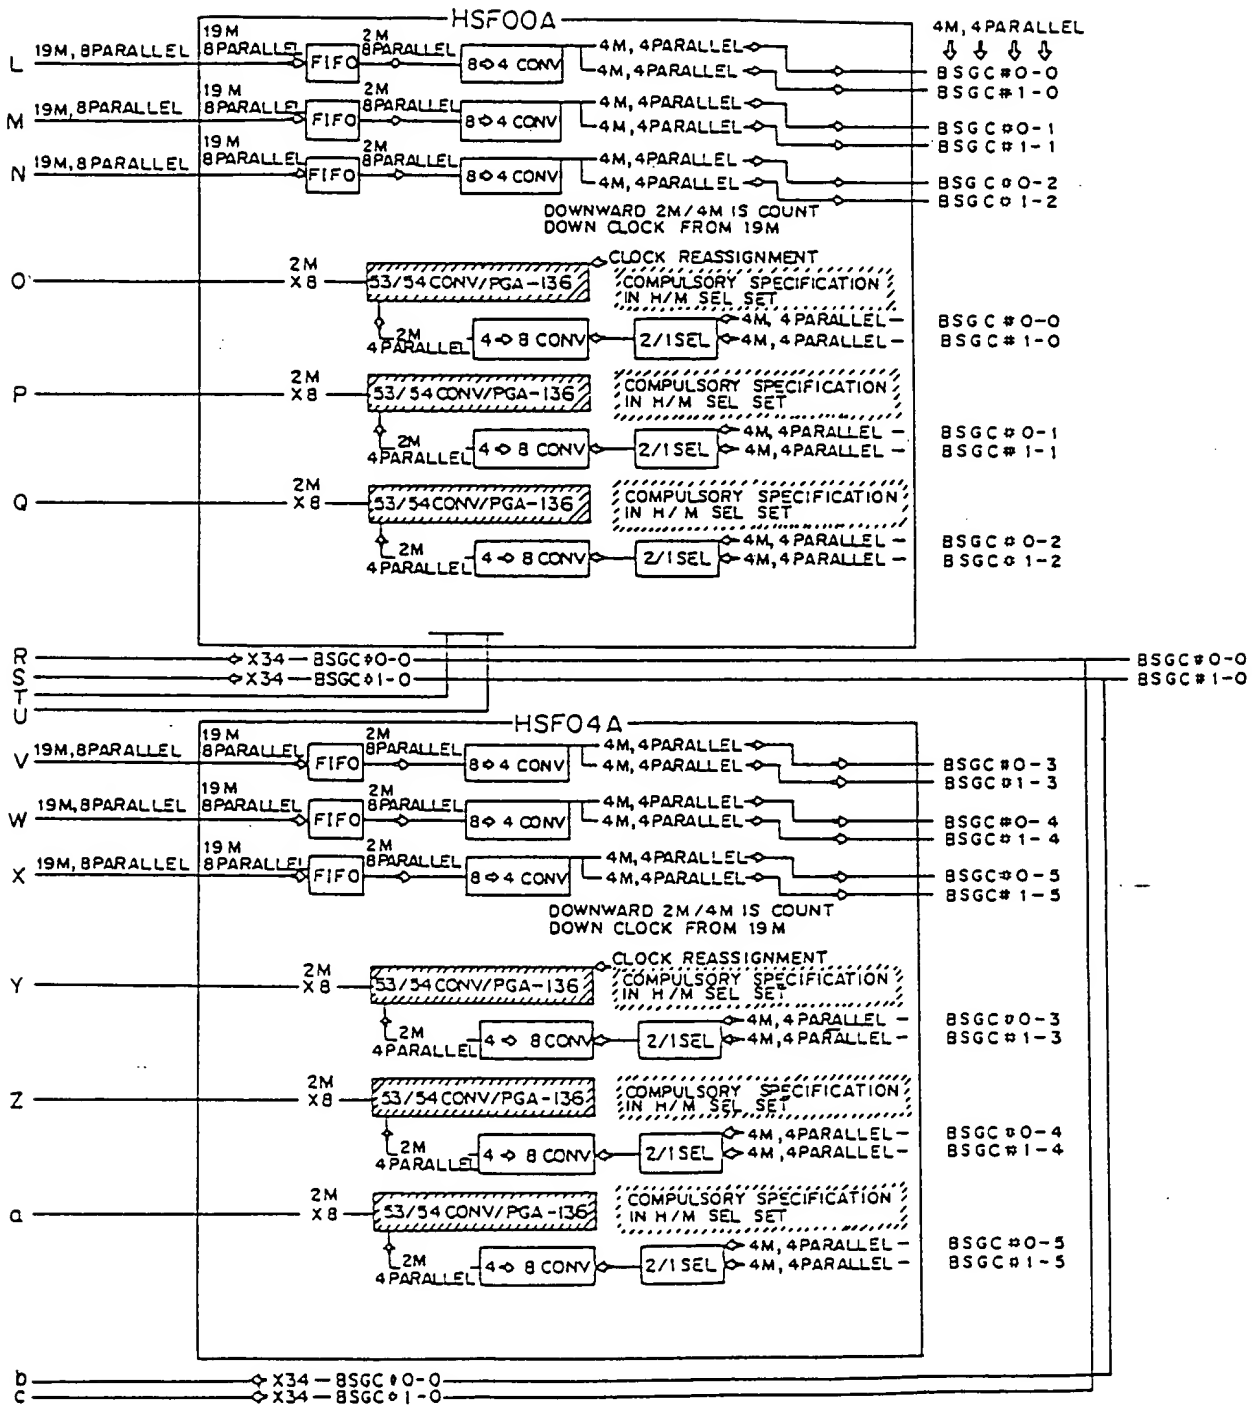 HSF00A
4M, 4PARALLEL
L 19M, 8PARALLEL 19M 8PARALLEL FIFO 2M 8PARALLEL 8⇨4 CONV 4M, 4PARALLEL BSGC#0-0
4M, 4PARALLEL BSGC#1-0
M 19M, 8PARALLEL 19M 8PARALLEL FIFO 2M 8PARALLEL 8⇨4 CONV 4M, 4PARALLEL BSGC#0-1
4M, 4PARALLEL BSGC#1-1
N 19M, 8PARALLEL 19M 8PARALLEL FIFO 2M 8PARALLEL 8⇨4 CONV 4M, 4PARALLEL BSGC#0-2
4M, 4PARALLEL BSGC#1-2
DOWNWARD 2M/4M IS COUNT
DOWN CLOCK FROM 19M
CLOCK REASSIGNMENT
O 2M X8 53/54 CONV/PGA-136 COMPULSORY SPECIFICATION
IN H/M SEL SET
2M 4PARALLEL 4⇨8 CONV 2/1 SEL 4M, 4PARALLEL BSGC#0-0
4M, 4PARALLEL BSGC#1-0
P 2M X8 53/54 CONV/PGA-136 COMPULSORY SPECIFICATION
IN H/M SEL SET
2M 4PARALLEL 4⇨8 CONV 2/1 SEL 4M, 4PARALLEL BSGC#0-1
4M, 4PARALLEL BSGC#1-1
Q 2M X8 53/54 CONV/PGA-136 COMPULSORY SPECIFICATION
IN H/M SEL SET
2M 4PARALLEL 4⇨8 CONV 2/1 SEL 4M, 4PARALLEL BSGC#0-2
4M, 4PARALLEL BSGC#1-2
R X34 BSGC#0-0 BSGC#0-0
S X34 BSGC#1-0 BSGC#1-0
T
U
HSF04A
V 19M, 8PARALLEL 19M 8PARALLEL FIFO 2M 8PARALLEL 8⇨4 CONV 4M, 4PARALLEL BSGC#0-3
4M, 4PARALLEL BSGC#1-3
W 19M, 8PARALLEL 19M 8PARALLEL FIFO 2M 8PARALLEL 8⇨4 CONV 4M, 4PARALLEL BSGC#0-4
4M, 4PARALLEL BSGC#1-4
X 19M, 8PARALLEL 19M 8PARALLEL FIFO 2M 8PARALLEL 8⇨4 CONV 4M, 4PARALLEL BSGC#0-5
4M, 4PARALLEL BSGC#1-5
DOWNWARD 2M/4M IS COUNT
DOWN CLOCK FROM 19M
CLOCK REASSIGNMENT
Y 2M X8 53/54 CONV/PGA-136 COMPULSORY SPECIFICATION
IN H/M SEL SET
2M 4PARALLEL 4⇨8 CONV 2/1 SEL 4M, 4PARALLEL BSGC#0-3
4M, 4PARALLEL BSGC#1-3
Z 2M X8 53/54 CONV/PGA-136 COMPULSORY SPECIFICATION
IN H/M SEL SET
2M 4PARALLEL 4⇨8 CONV 2/1 SEL 4M, 4PARALLEL BSGC#0-4
4M, 4PARALLEL BSGC#1-4
a 2M X8 53/54 CONV/PGA-136 COMPULSORY SPECIFICATION
IN H/M SEL SET
2M 4PARALLEL 4⇨8 CONV 2/1 SEL 4M, 4PARALLEL BSGC#0-5
4M, 4PARALLEL BSGC#1-5
b X34 BSGC#0-0
c X34 BSGC#1-0